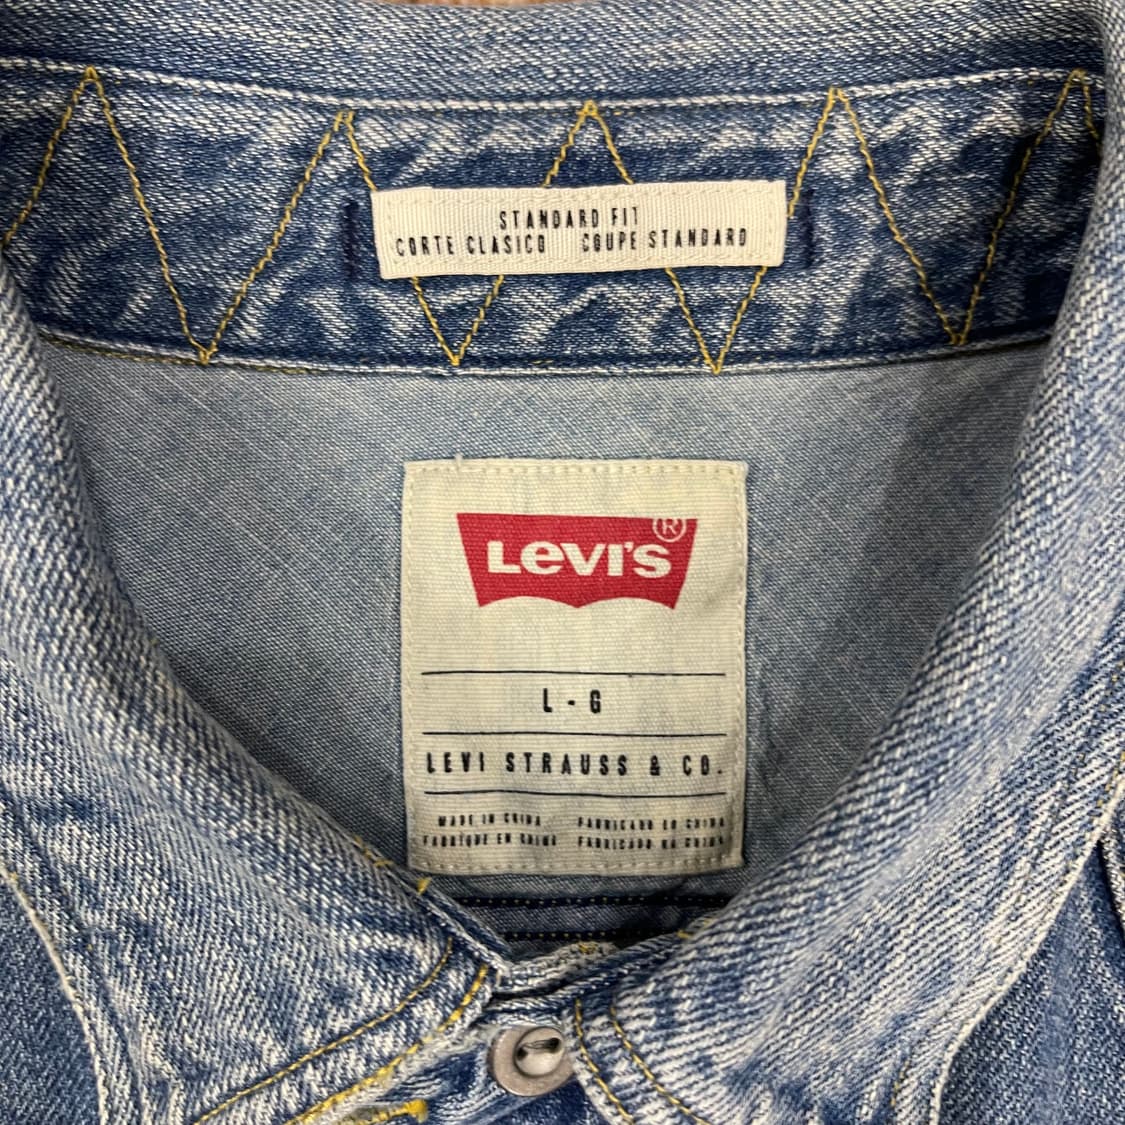 STANDARD FIT
CORTE CLASICO COUPE STANDARD
LEVI'S®
L - G
LEVI STRAUSS & CO.
MADE IN CHINA FABRICADO EN CHINA
FABRIQUÉ EN CHINE FABRICADO NA CHINA